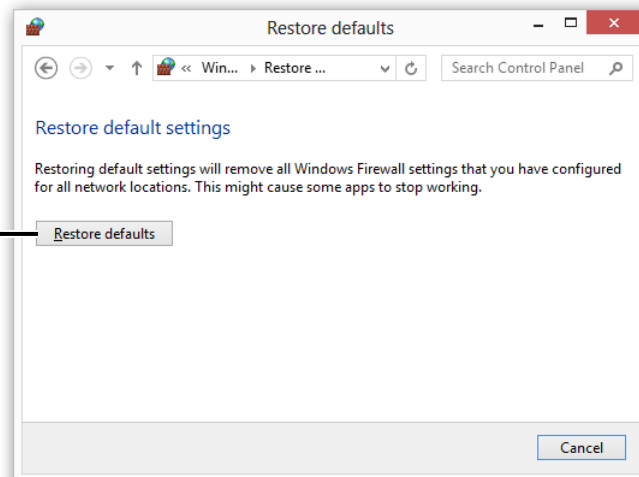 Restore defaults
« Win... Restore ... Search Control Panel
Restore default settings
Restoring default settings will remove all Windows Firewall settings that you have configured
for all network locations. This might cause some apps to stop working.
Restore defaults
Cancel